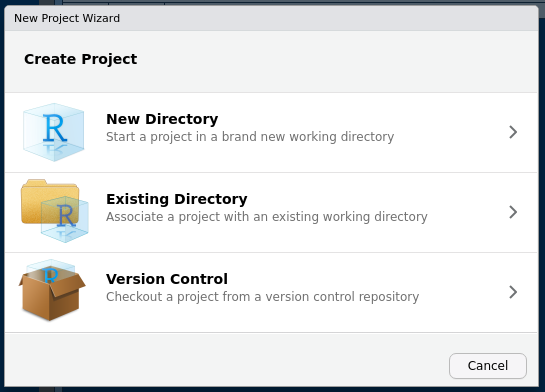 New Project Wizard
Create Project
R
New Directory
Start a project in a brand new working directory
R
Existing Directory
Associate a project with an existing working directory
R
Version Control
Checkout a project from a version control repository
Cancel